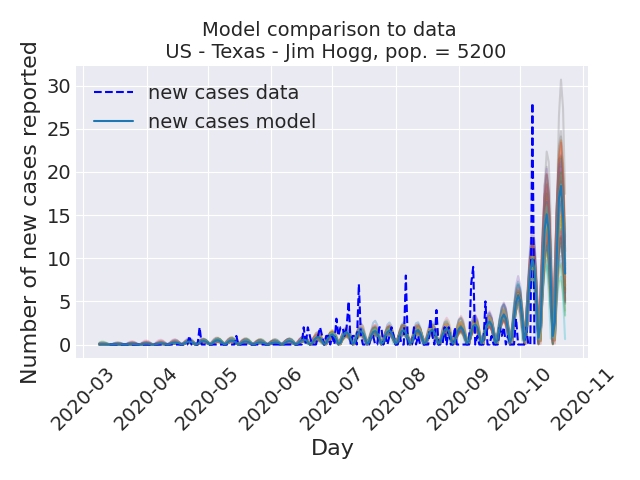 Model comparison to data
US - Texas - Jim Hogg, pop. = 5200
Number of new cases reported
30
25
20
15
10
5
0
new cases data
new cases model
2020-03
2020-04
2020-05
2020-06
2020-07
2020-08
2020-09
2020-10
2020-11
Day